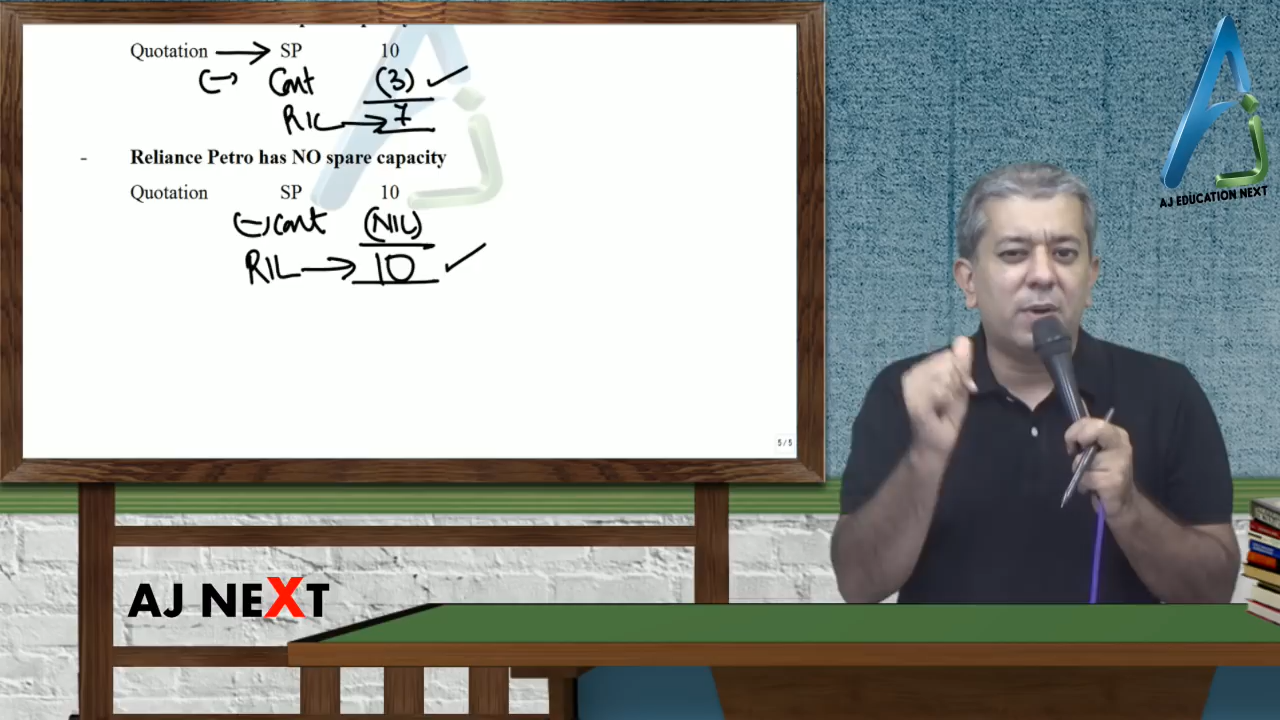 Quotation → SP 10
(-) Cont (3) ✓
RIL → 7
- Reliance Petro has NO spare capacity
Quotation SP 10
(-) Cont (NIL)
RIL → 10 ✓
5/5
AJ EDUCATION NEXT
AJ NEXT